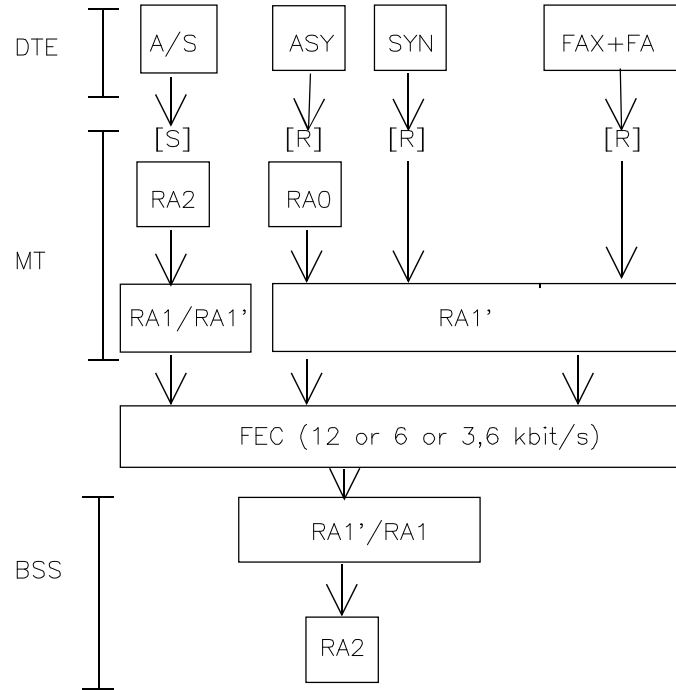 DTE
A/S
ASY
SYN
FAX+FA
[S]
[R]
[R]
[R]
MT
RA2
RA0
RA1/RA1'
RA1'
FEC (12 or 6 or 3,6 kbit/s)
BSS
RA1'/RA1
RA2